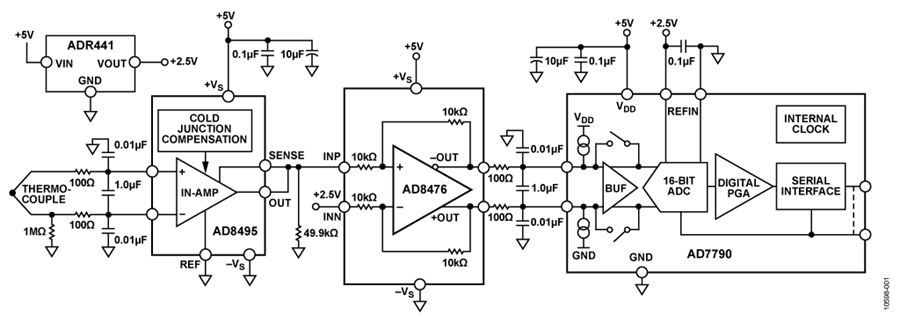 +5V
ADR441
VIN
VOUT
GND
+2.5V
+5V
0.1µF
10µF
+VS
COLD
JUNCTION
COMPENSATION
0.01µF
100Ω
THERMO-
COUPLE
1.0µF
IN-AMP
+
–
100Ω
0.01µF
1MΩ
AD8495
REF
–VS
SENSE
OUT
49.9kΩ
+5V
+VS
10kΩ
INP
10kΩ
+
–OUT
AD8476
+2.5V
INN
10kΩ
–
+OUT
10kΩ
–VS
0.01µF
100Ω
1.0µF
100Ω
0.01µF
+5V
10µF
0.1µF
+2.5V
0.1µF
VDD
REFIN
VDD
BUF
GND
16-BIT
ADC
DIGITAL
PGA
INTERNAL
CLOCK
SERIAL
INTERFACE
GND
AD7790
10598-001